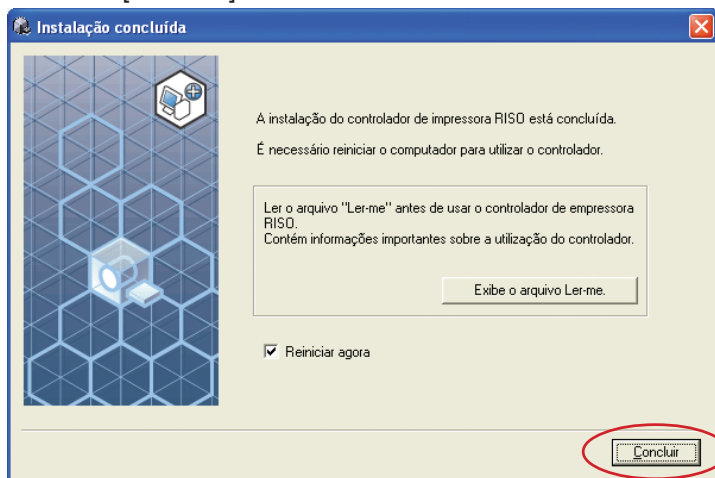 Instalação concluída
A instalação do controlador de impressora RISO está concluída.
É necessário reiniciar o computador para utilizar o controlador.
Ler o arquivo "Ler-me" antes de usar o controlador de empressora
RISO.
Contém informações importantes sobre a utilização do controlador.
Exibe o arquivo Ler-me.
Reiniciar agora
Concluir